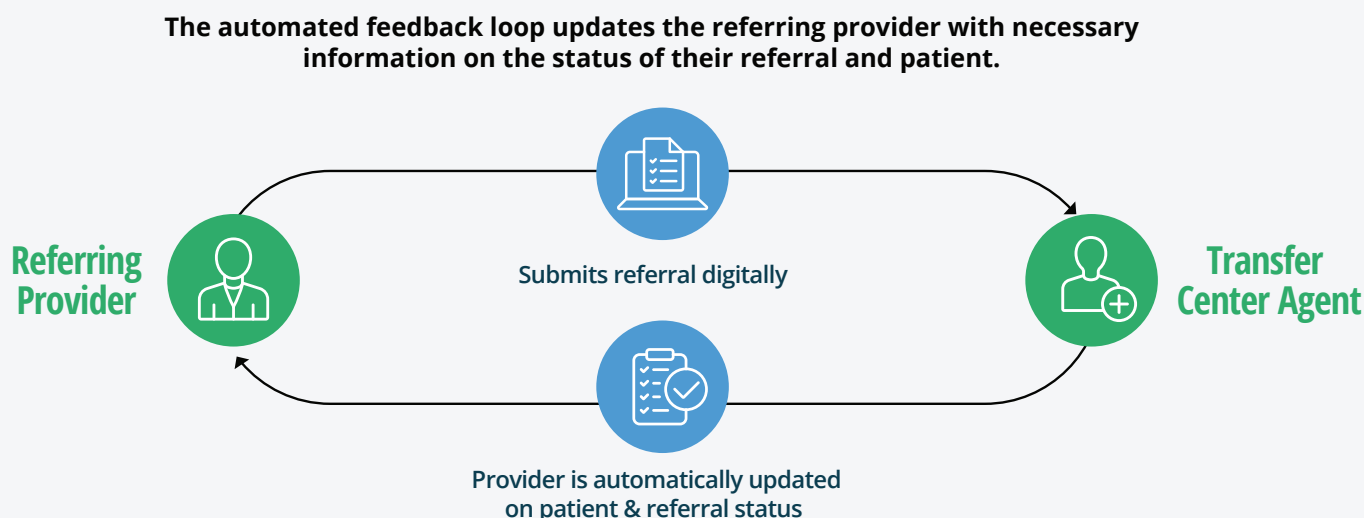 The automated feedback loop updates the referring provider with necessary
information on the status of their referral and patient.
Referring
Provider
Submits referral digitally
Transfer
Center Agent
Provider is automatically updated
on patient & referral status